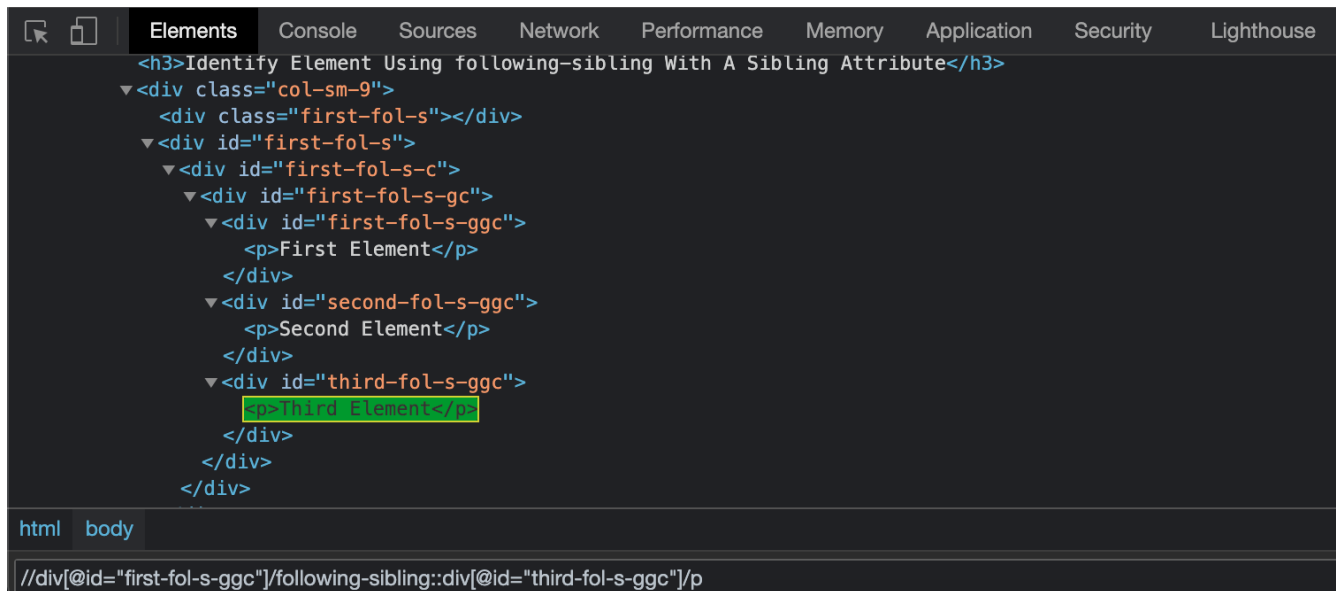 Elements Console Sources Network Performance Memory Application Security Lighthouse
<h3>Identify Element Using following-sibling With A Sibling Attribute</h3>
▼<div class="col-sm-9">
<div class="first-fol-s"></div>
▼<div id="first-fol-s">
▼<div id="first-fol-s-c">
▼<div id="first-fol-s-gc">
▼<div id="first-fol-s-ggc">
<p>First Element</p>
</div>
▼<div id="second-fol-s-ggc">
<p>Second Element</p>
</div>
▼<div id="third-fol-s-ggc">
<p>Third Element</p>
</div>
</div>
</div>
html body
//div[@id="first-fol-s-ggc"]/following-sibling::div[@id="third-fol-s-ggc"]/p